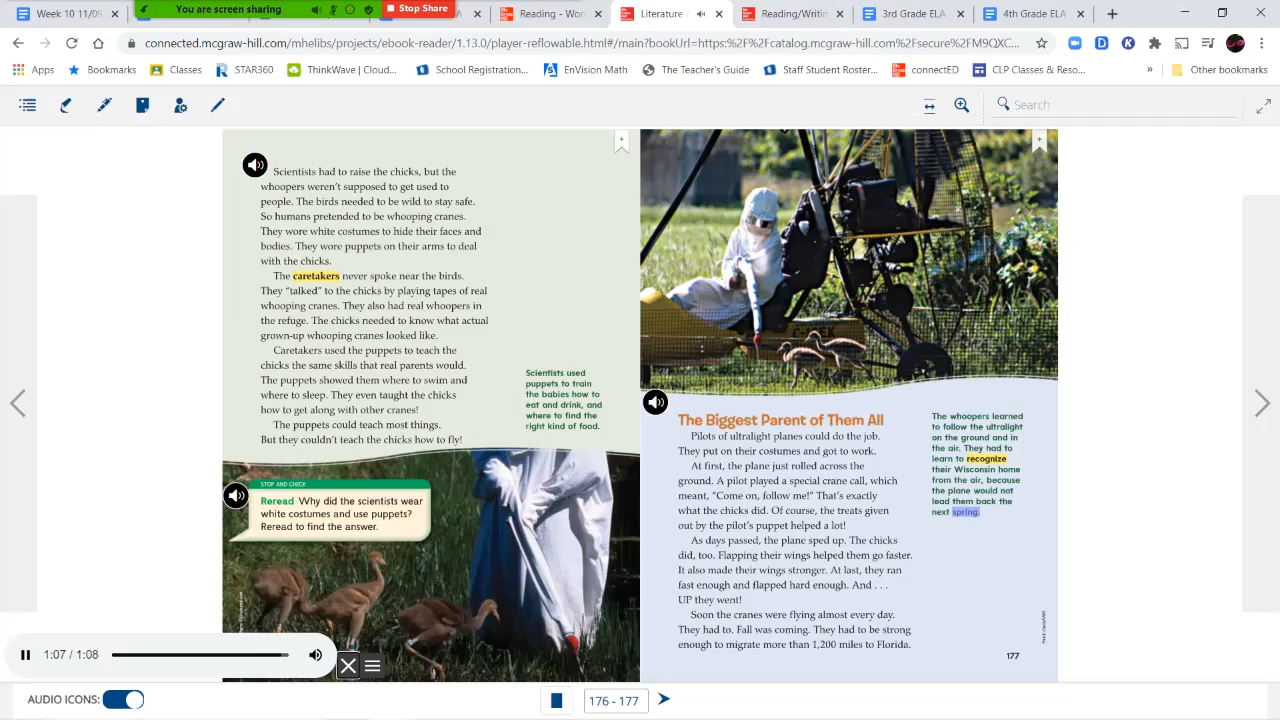 Week 10 11/09
You are screen sharing
Stop Share
Reading - Wor
Literature
Reading/Writin
3rd Grade ELA
4th Grade ELA
connected.mcgraw-hill.com/ebook-reader/1.13.0/player-reflowable.html#/main?bookUrl=https:%2F%2Fcatalog.mcgraw-hill.com%2Fsecure%2FM9QXC...
Apps
Bookmarks
Classes
STAR360
ThinkWave | Cloud...
School Registration...
EnVision Math
The Teacher's Guide
Staff Student Roster...
connectED
CLP Classes & Reso...
»
Other bookmarks
Search
Scientists had to raise the chicks, but the
whoopers weren't supposed to get used to
people. The birds needed to be wild to stay safe.
So humans pretended to be whooping cranes.
They wore white costumes to hide their faces and
bodies. They wore puppets on their arms to deal
with the chicks.
The caretakers never spoke near the birds.
They “talked” to the chicks by playing tapes of real
whooping cranes. They also had real whoopers in
the refuge. The chicks needed to know what actual
grown-up whooping cranes looked like.
Caretakers used the puppets to teach the
chicks the same skills that real parents would.
The puppets showed them where to swim and
where to sleep. They even taught the chicks
how to get along with other cranes!
The puppets could teach most things.
But they couldn't teach the chicks how to fly!
Scientists used
puppets to train
the babies how to
eat and drink, and
where to find the
right kind of food.
STOP AND CHECK
Reread Why did the scientists wear
white costumes and use puppets?
Reread to find the answer.
The Biggest Parent of Them All
Pilots of ultralight planes could do the job.
They put on their costumes and got to work.
At first, the plane just rolled across the
ground. A pilot played a special crane call, which
meant, “Come on, follow me!” That's exactly
what the chicks did. Of course, the treats given
out by the pilot's puppet helped a lot!
As days passed, the plane sped up. The chicks
did, too. Flapping their wings helped them go faster.
It also made their wings stronger. At last, they ran
fast enough and flapped hard enough. And . . .
UP they went!
Soon the cranes were flying almost every day.
They had to. Fall was coming. They had to be strong
enough to migrate more than 1,200 miles to Florida.
The whoopers learned
to follow the ultralight
on the ground and in
the air. They had to
learn to recognize
their Wisconsin home
from the air, because
the plane would not
lead them back the
next spring.
177
1:07 / 1:08
AUDIO ICONS:
176 - 177